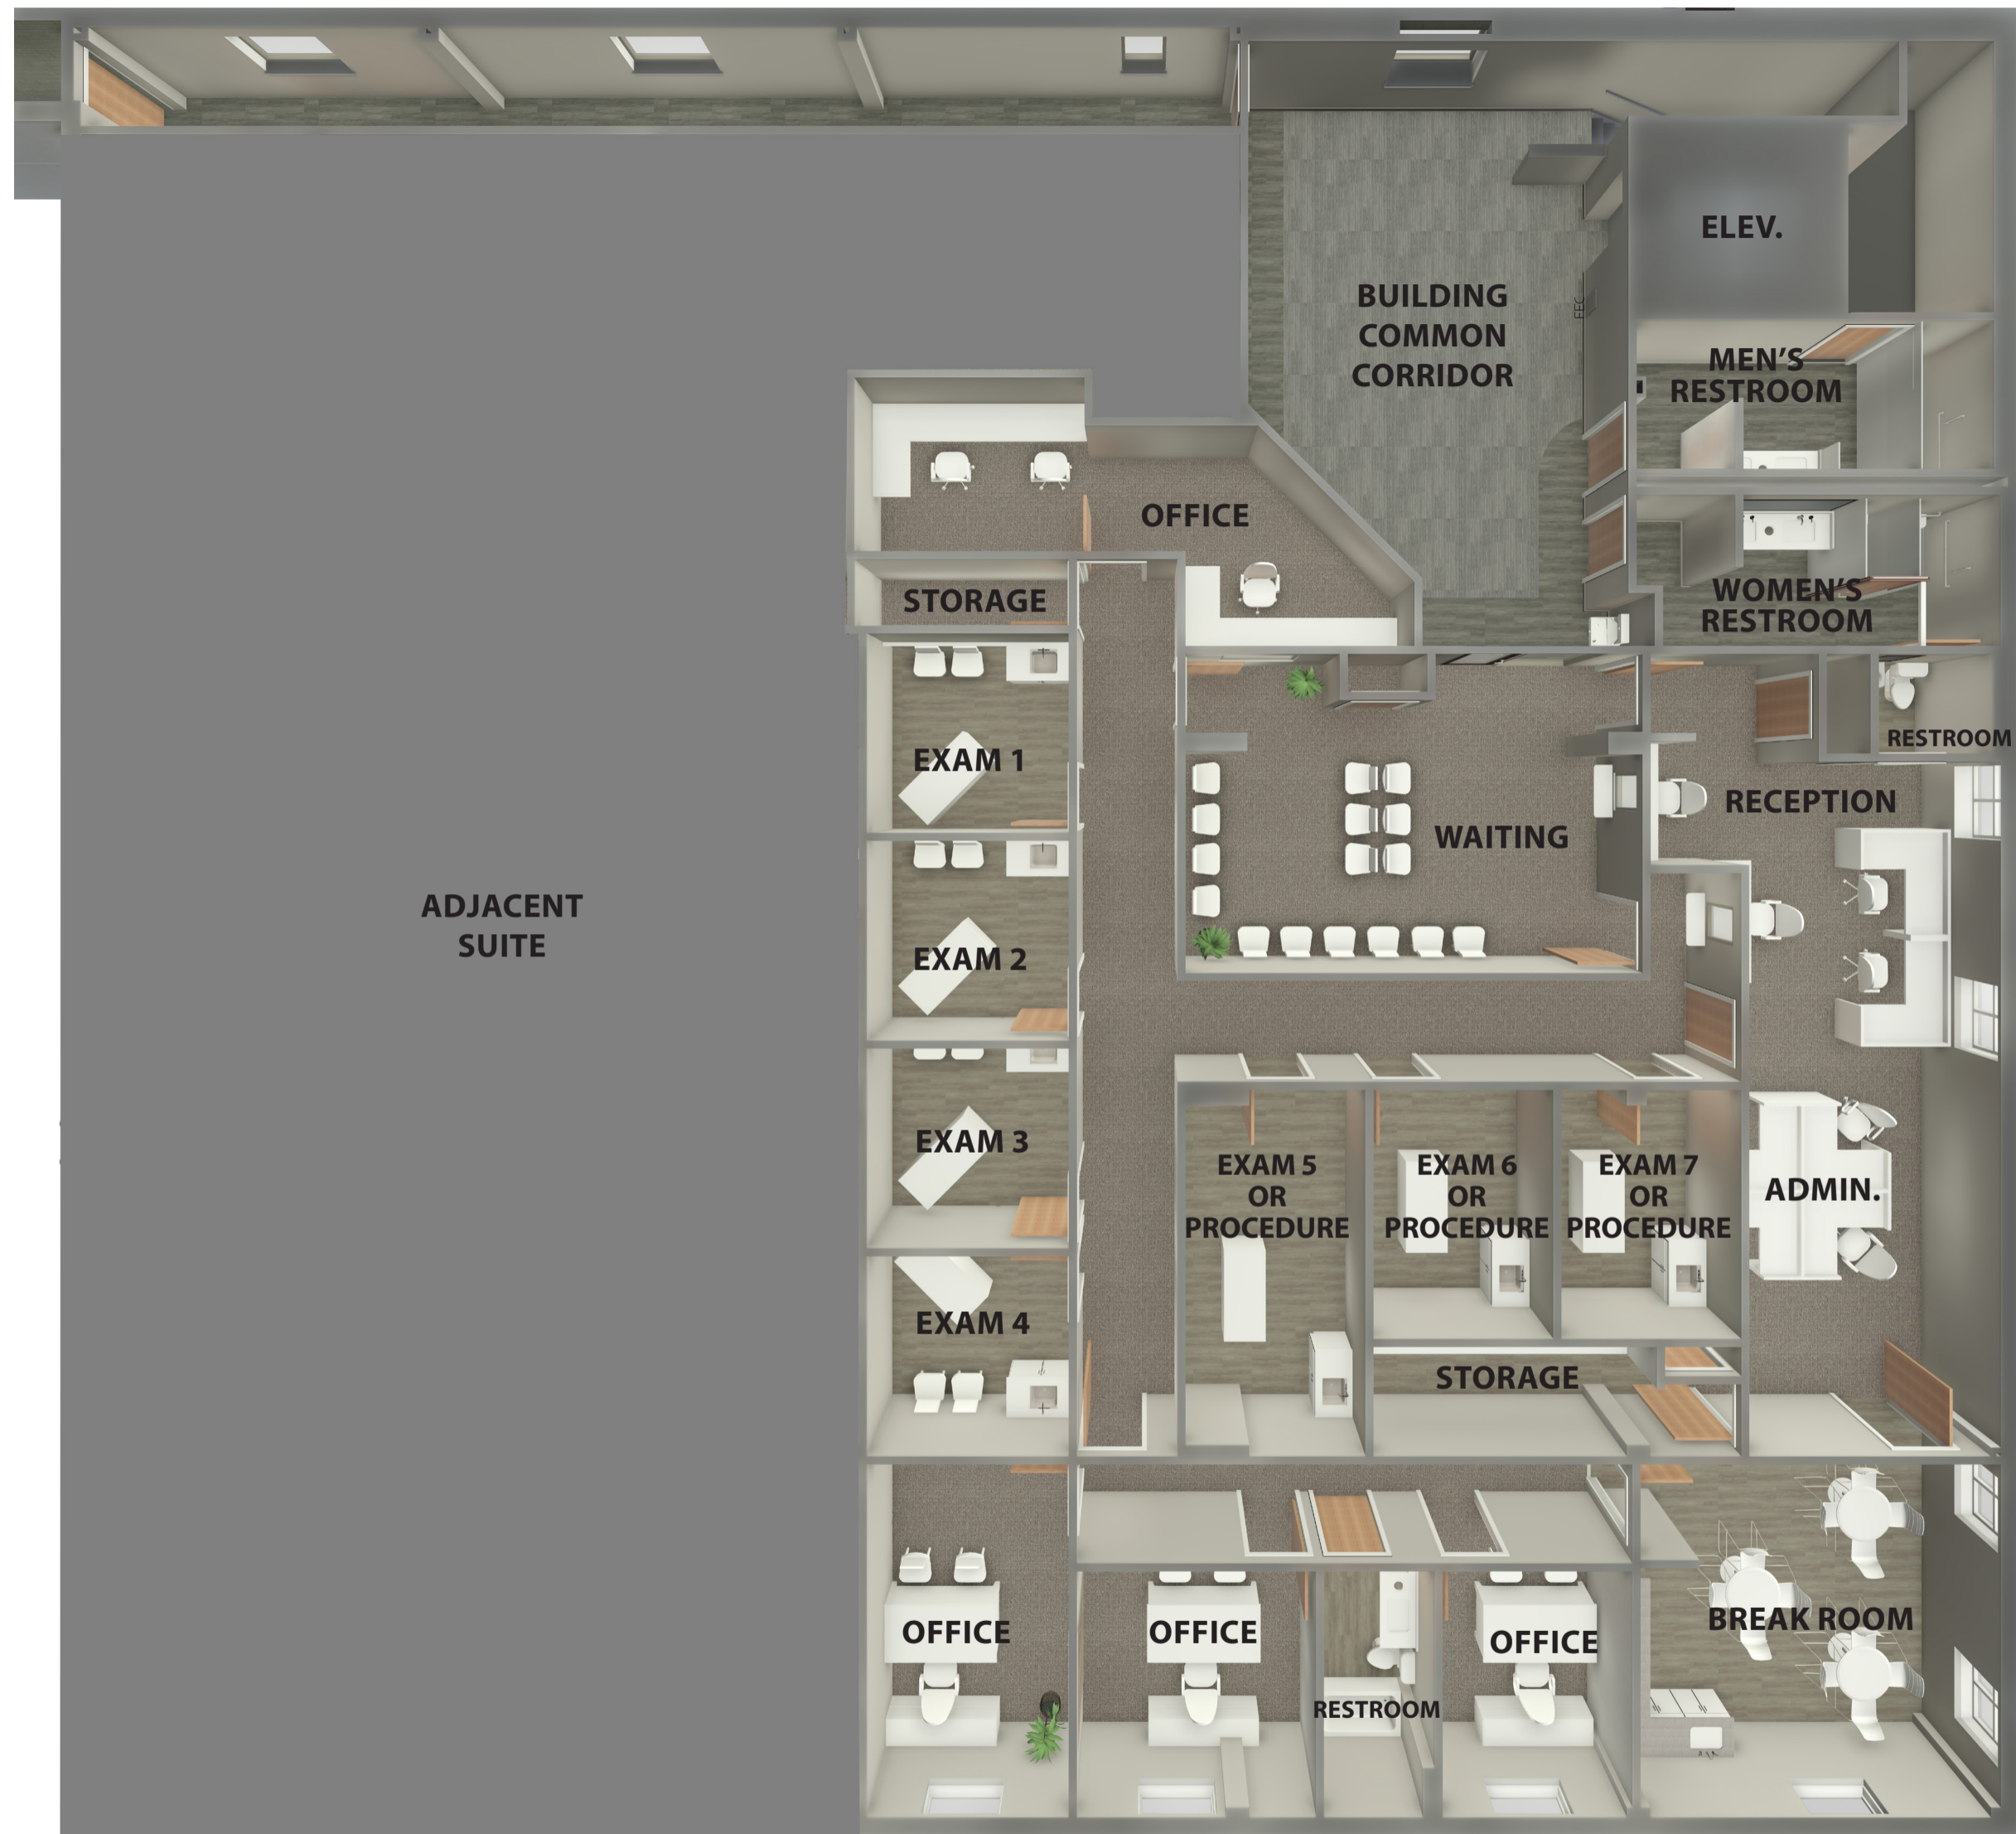 ELEV.
BUILDING
COMMON
CORRIDOR
FEC
MEN'S
RESTROOM
OFFICE
STORAGE
WOMEN'S
RESTROOM
RESTROOM
EXAM 1
RECEPTION
WAITING
ADJACENT
SUITE
EXAM 2
EXAM 3
EXAM 5
OR
PROCEDURE
EXAM 6
OR
PROCEDURE
EXAM 7
OR
PROCEDURE
ADMIN.
EXAM 4
STORAGE
OFFICE
OFFICE
RESTROOM
OFFICE
BREAK ROOM